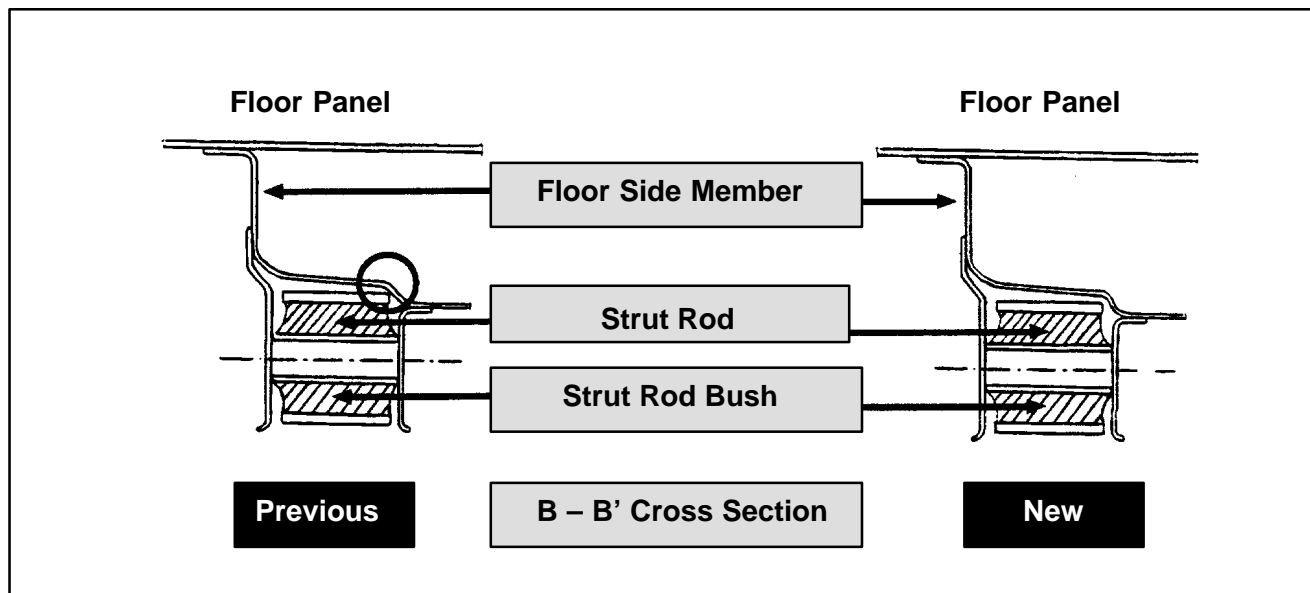 Floor Panel
Floor Panel
Floor Side Member
Strut Rod
Strut Rod Bush
Previous
B – B’ Cross Section
New